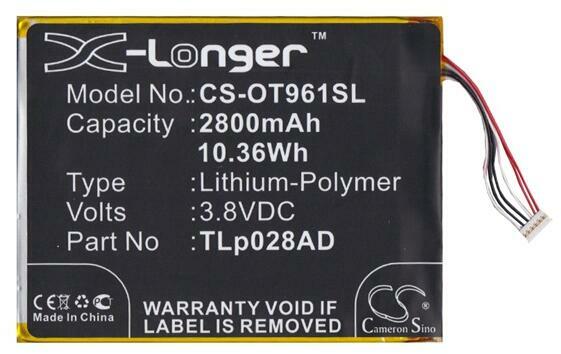 X-Longer™
Model No.: CS-OT961SL
Capacity : 2800mAh
10.36Wh
Type : Lithium-Polymer
Volts : 3.8VDC
Part No. : TLp028AD
CE
Made In China
WARRANTY VOID IF
LABEL IS REMOVED
CS
Cameron Sino